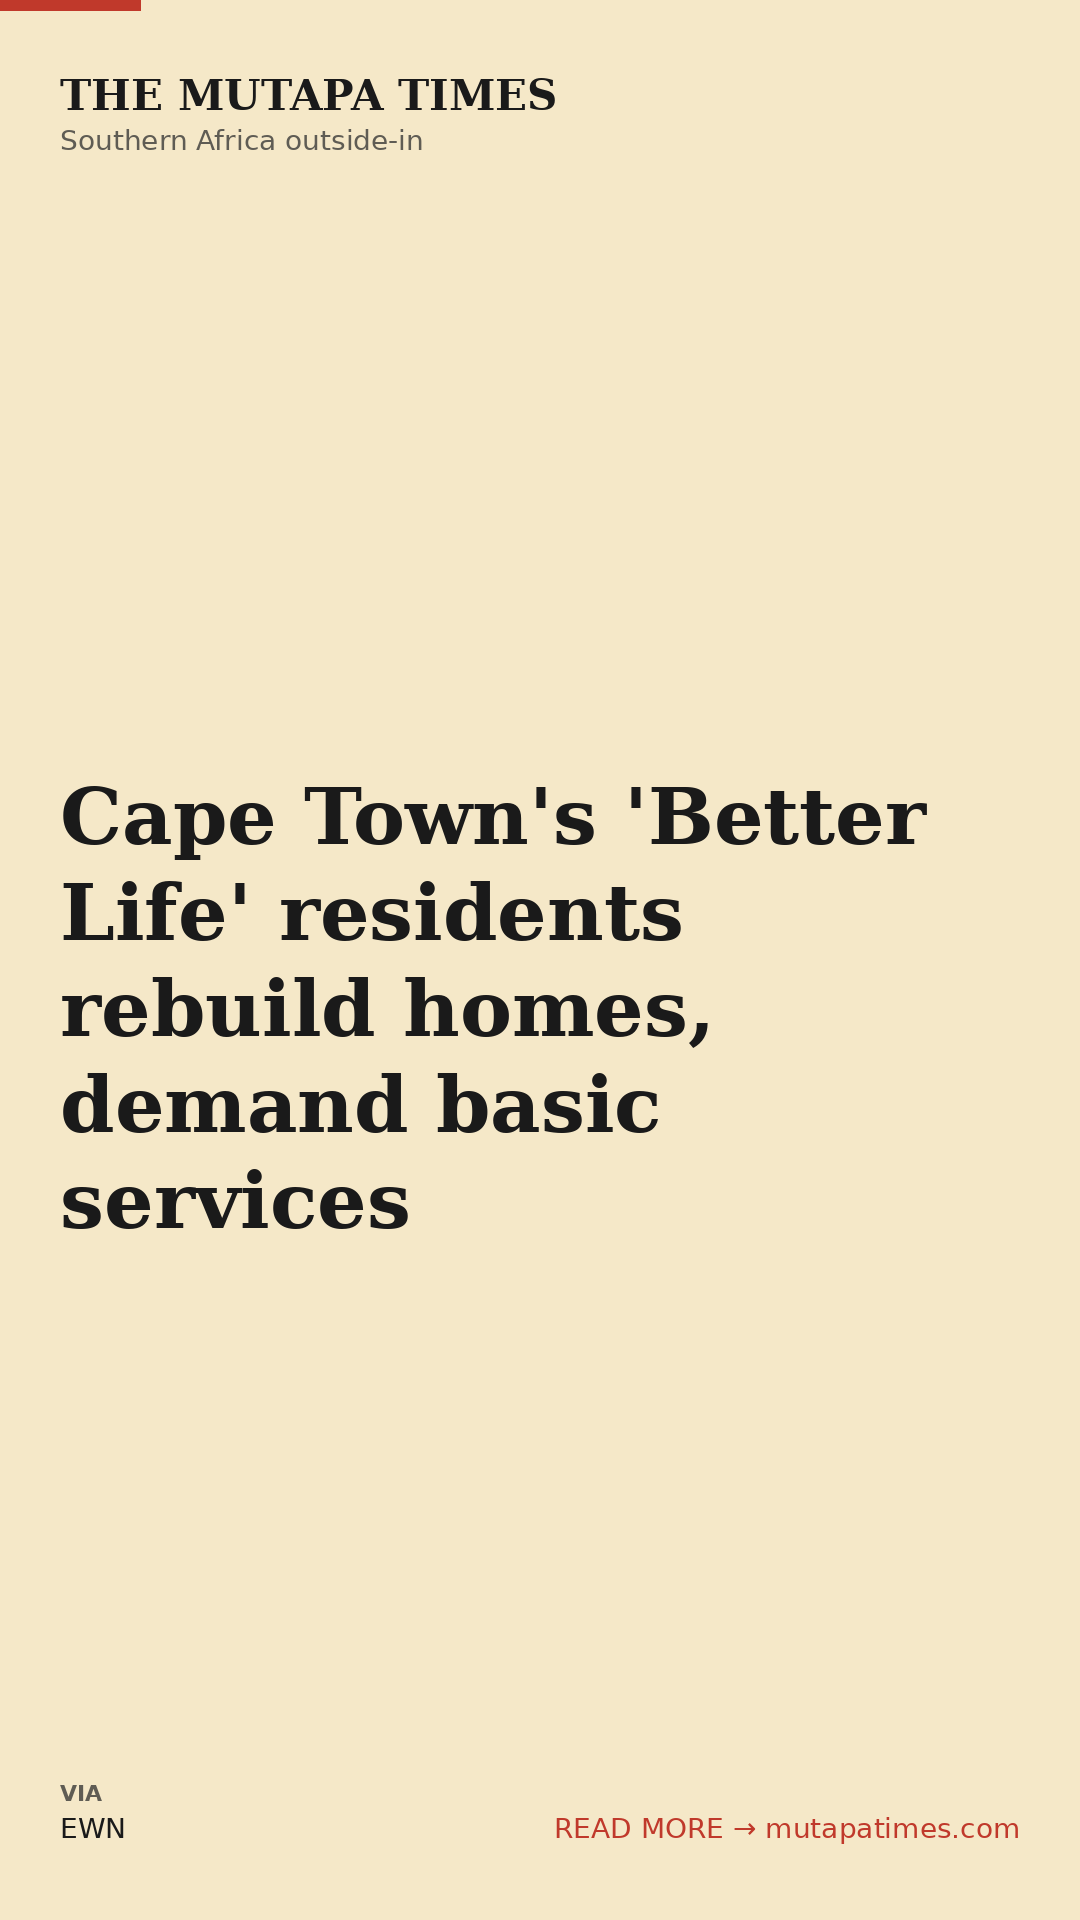 THE MUTAPA TIMES
Southern Africa outside-in
Cape Town's 'Better
Life' residents
rebuild homes,
demand basic
services
VIA
EWN
READ MORE → mutapatimes.com